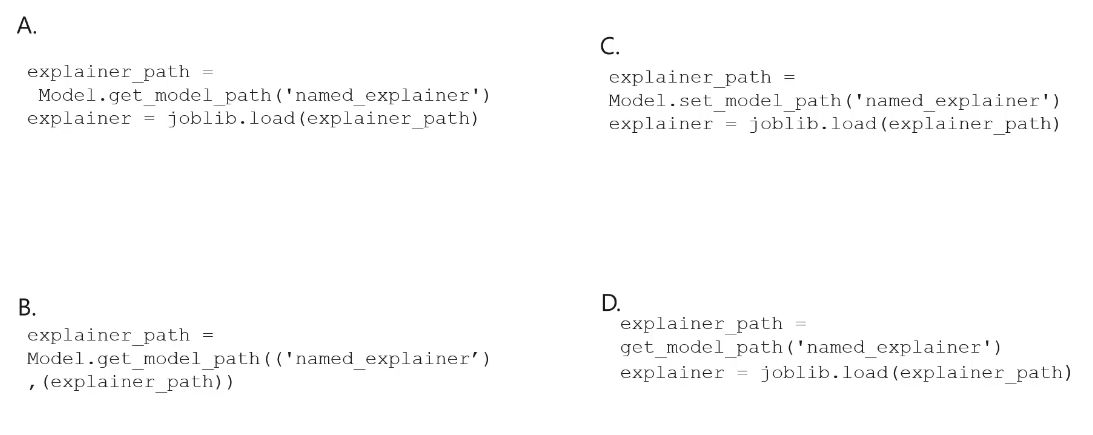 A.
explainer_path =
Model.get_model_path('named_explainer')
explainer = joblib.load(explainer_path)
B.
explainer_path =
Model.get_model_path(('named_explainer’)
,(explainer_path))
C.
explainer_path =
Model.set_model_path('named_explainer')
explainer = joblib.load(explainer_path)
D.
explainer_path =
get_model_path('named_explainer')
explainer = joblib.load(explainer_path)